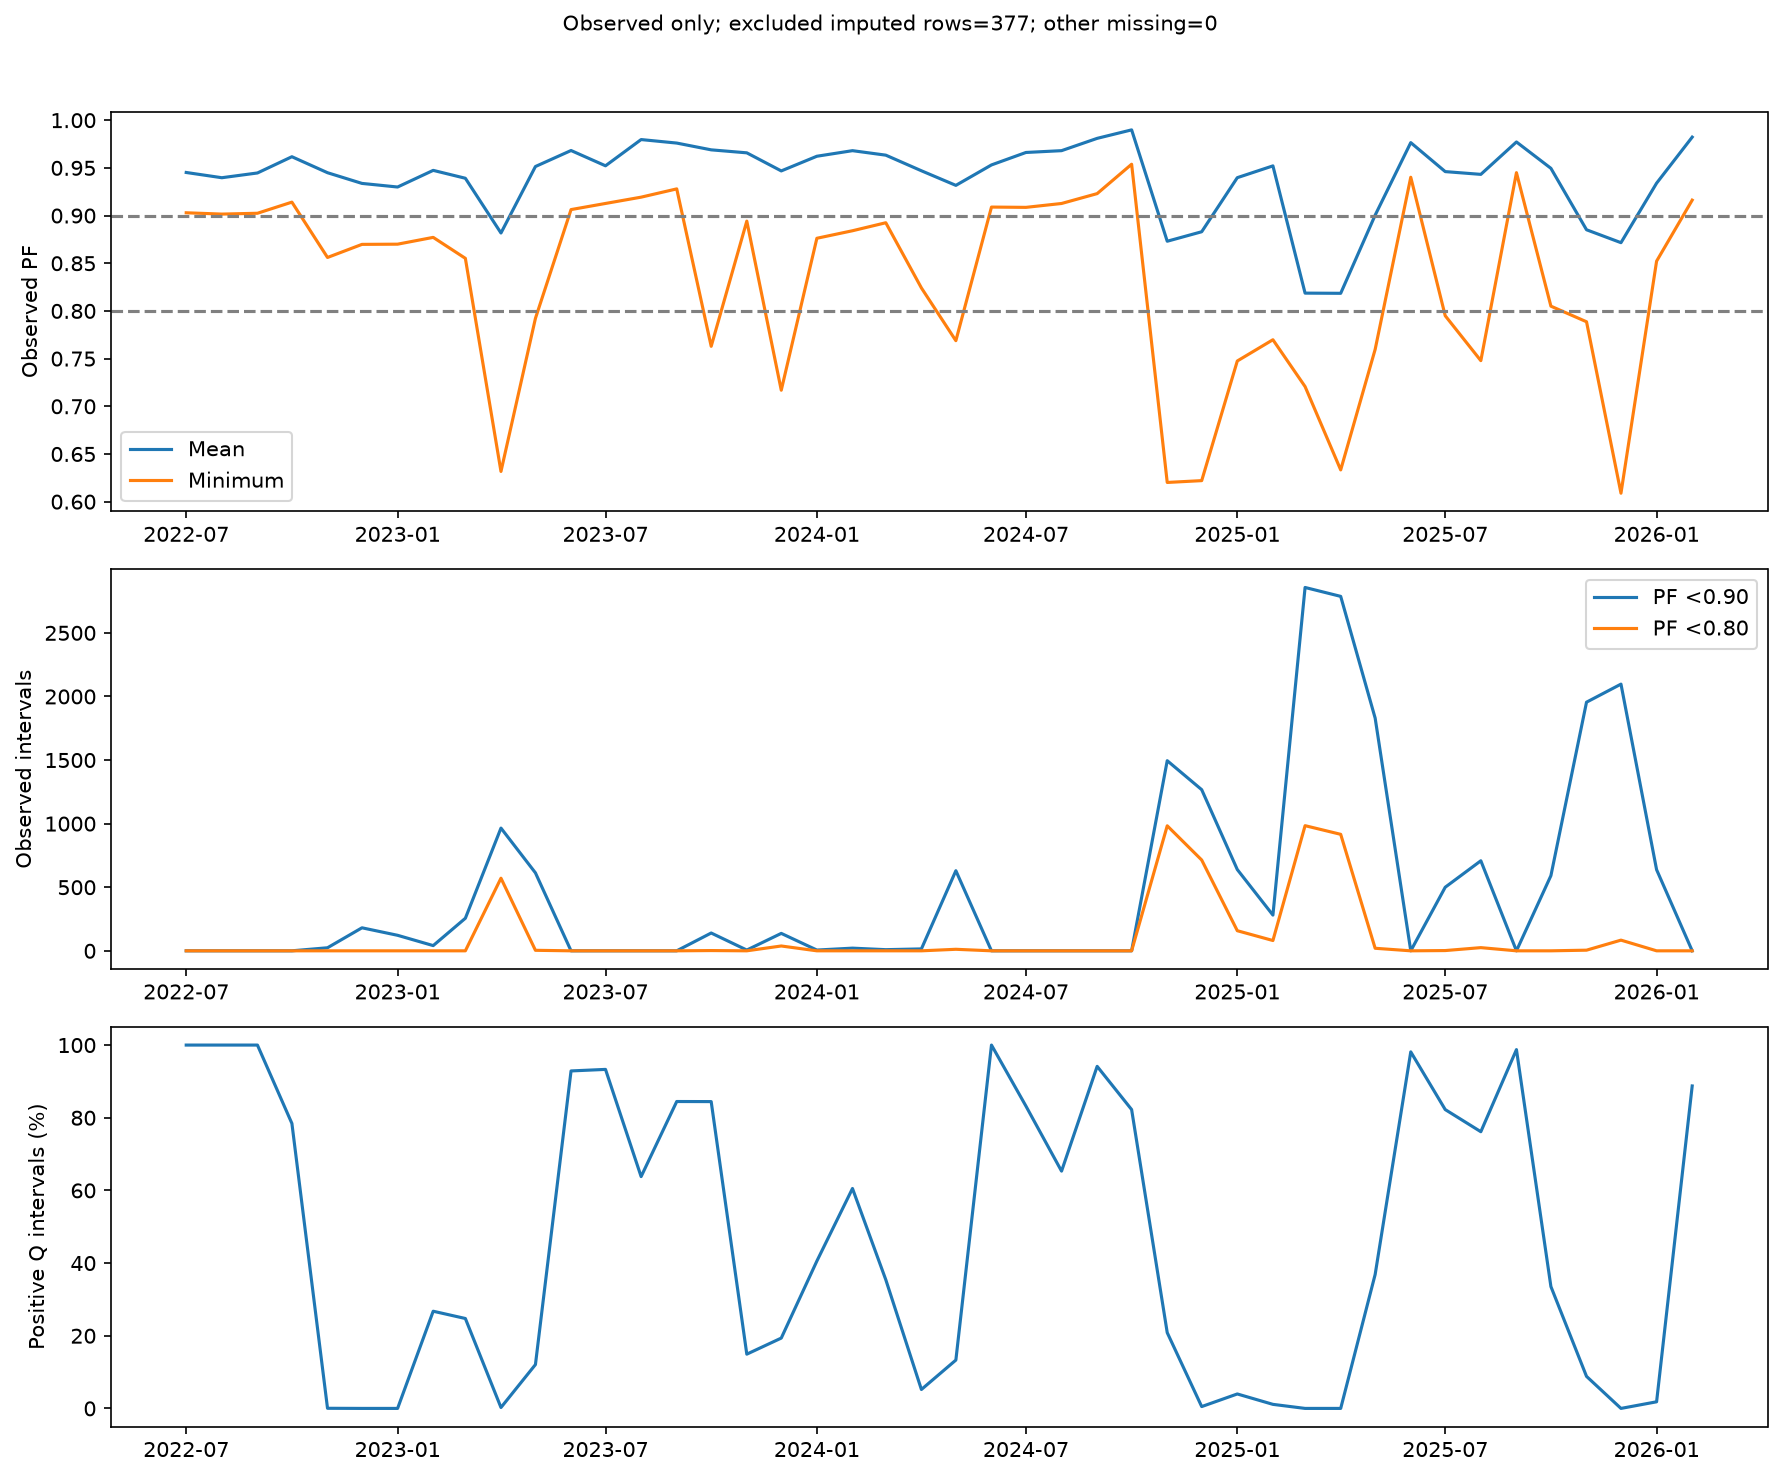 Observed only; excluded imputed rows=377; other missing=0
Observed PF
1.00
0.95
0.90
0.85
0.80
0.75
0.70
0.65
0.60
Mean
Minimum
2022-07 2023-01 2023-07 2024-01 2024-07 2025-01 2025-07 2026-01
Observed intervals
2500
2000
1500
1000
500
0
PF <0.90
PF <0.80
2022-07 2023-01 2023-07 2024-01 2024-07 2025-01 2025-07 2026-01
Positive Q intervals (%)
100
80
60
40
20
0
2022-07 2023-01 2023-07 2024-01 2024-07 2025-01 2025-07 2026-01